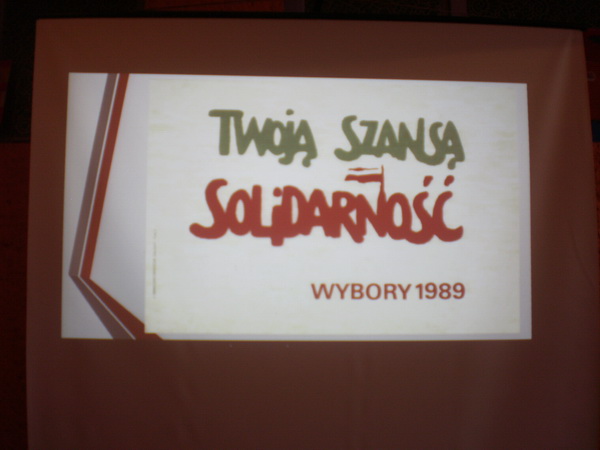 TWOJĄ SZANSĄ
SOLiDARNOŚĆ
WYBORY 1989